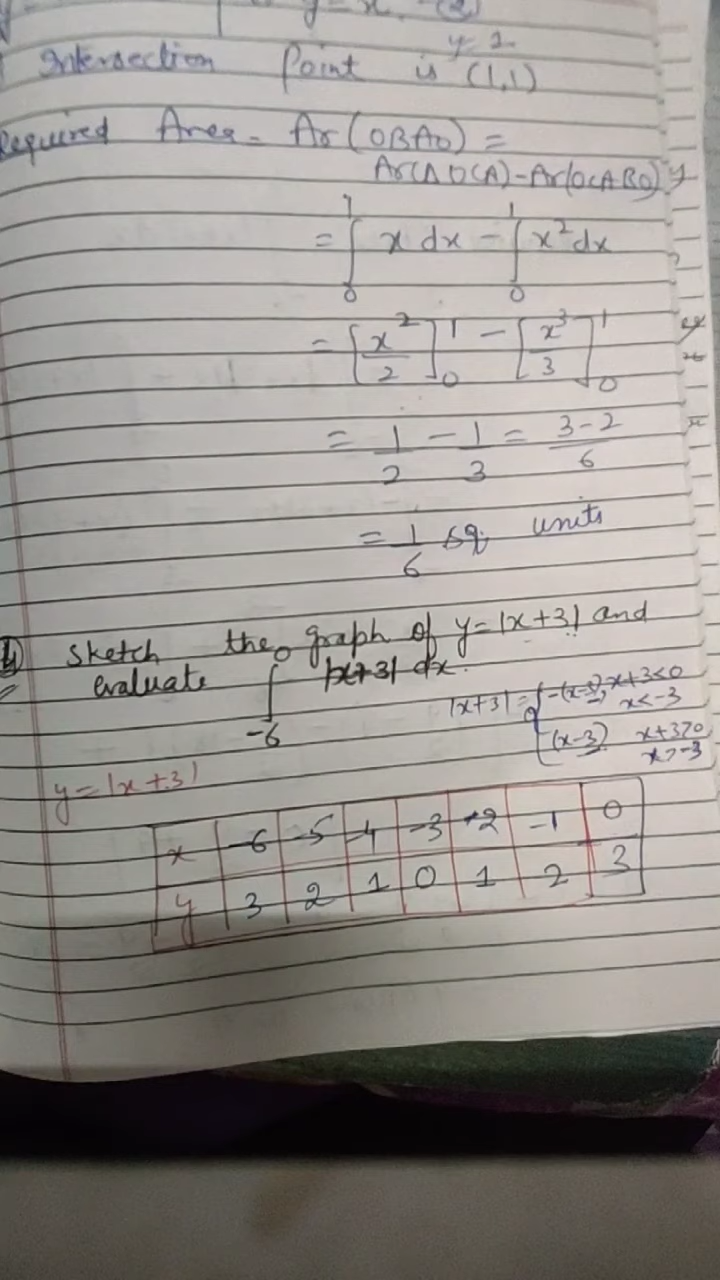 y = x. -(2)
y = 1
Intersection Point is (1,1)
Required Area = Ar(OBAO) =
Ar(Δ OCA) - Ar(OCABO)
= ∫₀¹ x dx - ∫₀¹ x² dx
= [x²/2]₀¹ - [x³/3]₀¹
= 1/2 - 1/3 = 3-2/6
= 1/6 sq. units
Sketch the graph of y = |x+3| and
evaluate ∫₋₆⁰ |x+3| dx.
|x+3| = { -(x-3), x+3<0
x<-3
(x-3) x+3>0
x>-3
y = |x+3|
x -6 -5 -4 -3 -2 -1 0
y 3 2 1 0 1 2 3